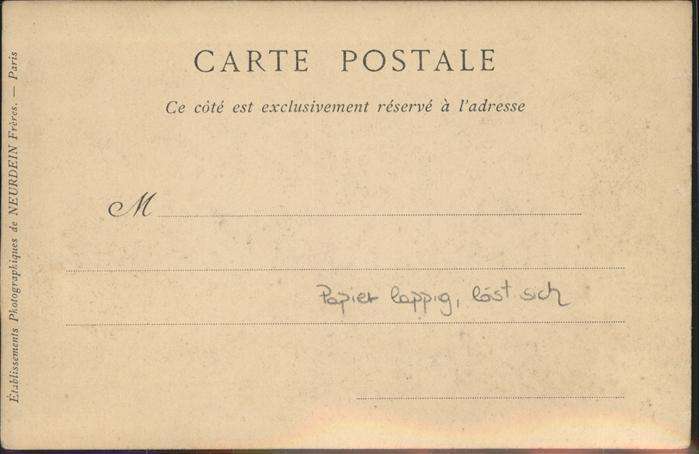 CARTE POSTALE
Ce côté est exclusivement réservé à l'adresse
M
Papier lappig, löst sich
Établissements Photographiques de NEURDEIN Frères. — Paris